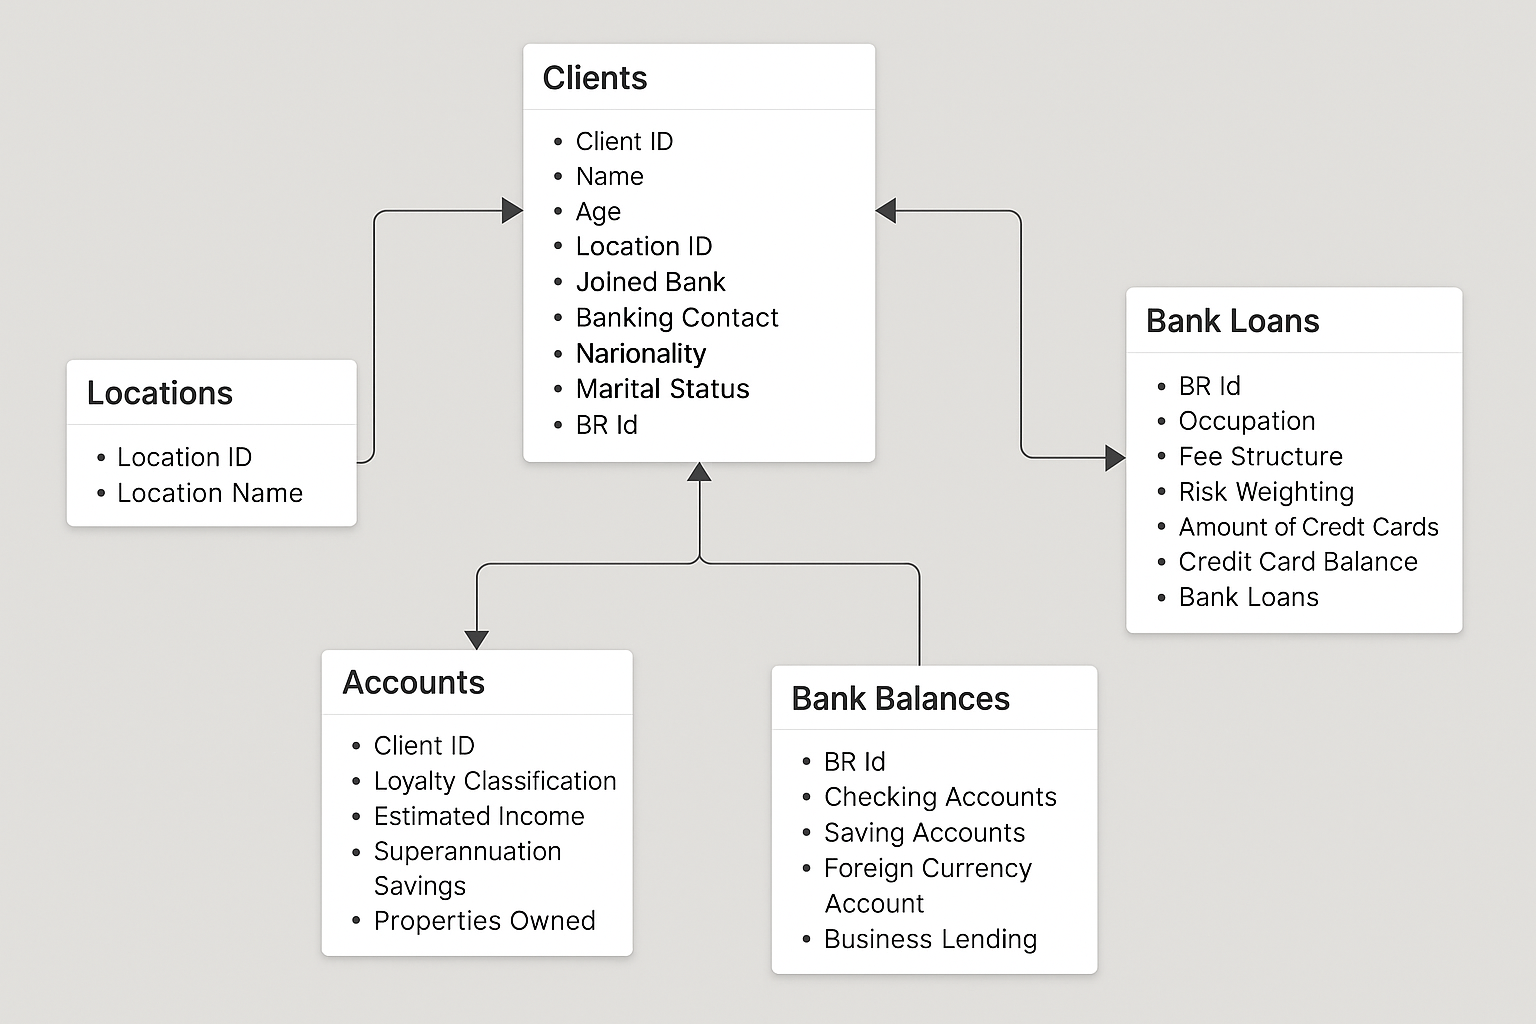 Clients
• Client ID
• Name
• Age
• Location ID
• Joined Bank
• Banking Contact
• Narionality
• Marital Status
• BR Id
Locations
• Location ID
• Location Name
Bank Loans
• BR Id
• Occupation
• Fee Structure
• Risk Weighting
• Amount of Credt Cards
• Credit Card Balance
• Bank Loans
Accounts
• Client ID
• Loyalty Classification
• Estimated Income
• Superannuation
Savings
• Properties Owned
Bank Balances
• BR Id
• Checking Accounts
• Saving Accounts
• Foreign Currency
Account
• Business Lending